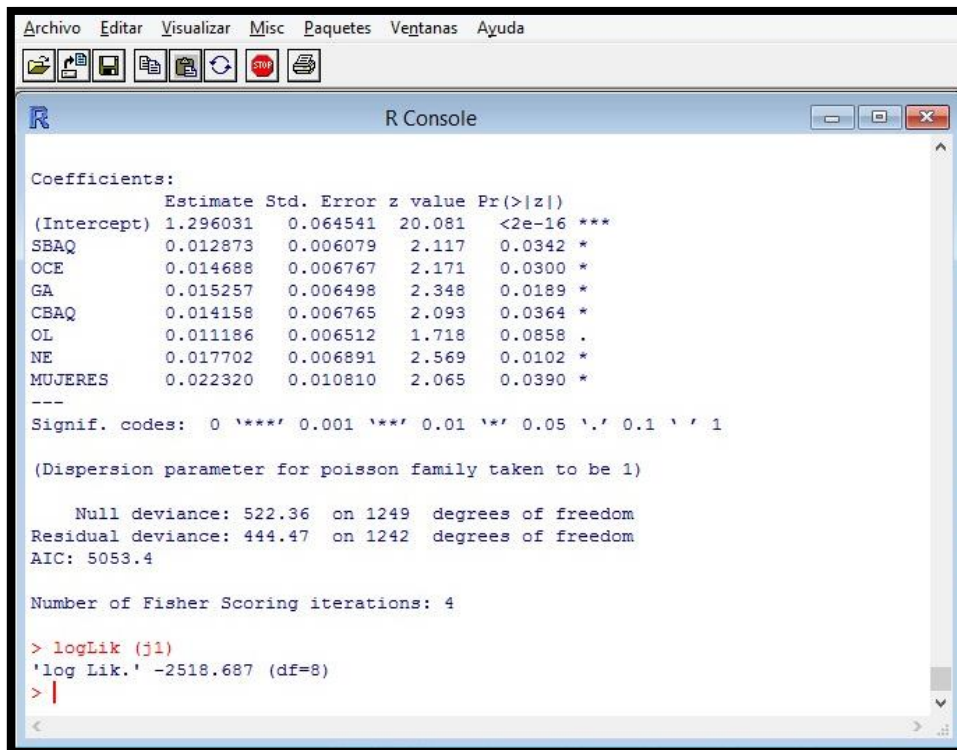 Archivo Editar Visualizar Misc Paquetes Ventanas Ayuda
STOP
R R Console
Coefficients:
Estimate Std. Error z value Pr(>|z|)
(Intercept) 1.296031 0.064541 20.081 <2e-16 ***
SBAQ 0.012873 0.006079 2.117 0.0342 *
OCE 0.014688 0.006767 2.171 0.0300 *
GA 0.015257 0.006498 2.348 0.0189 *
CBAQ 0.014158 0.006765 2.093 0.0364 *
OL 0.011186 0.006512 1.718 0.0858 .
NE 0.017702 0.006891 2.569 0.0102 *
MUJERES 0.022320 0.010810 2.065 0.0390 *
---
Signif. codes: 0 ‘***’ 0.001 ‘**’ 0.01 ‘*’ 0.05 ‘.’ 0.1 ‘ ’ 1
(Dispersion parameter for poisson family taken to be 1)
Null deviance: 522.36 on 1249 degrees of freedom
Residual deviance: 444.47 on 1242 degrees of freedom
AIC: 5053.4
Number of Fisher Scoring iterations: 4
> logLik (j1)
'log Lik.' -2518.687 (df=8)
>